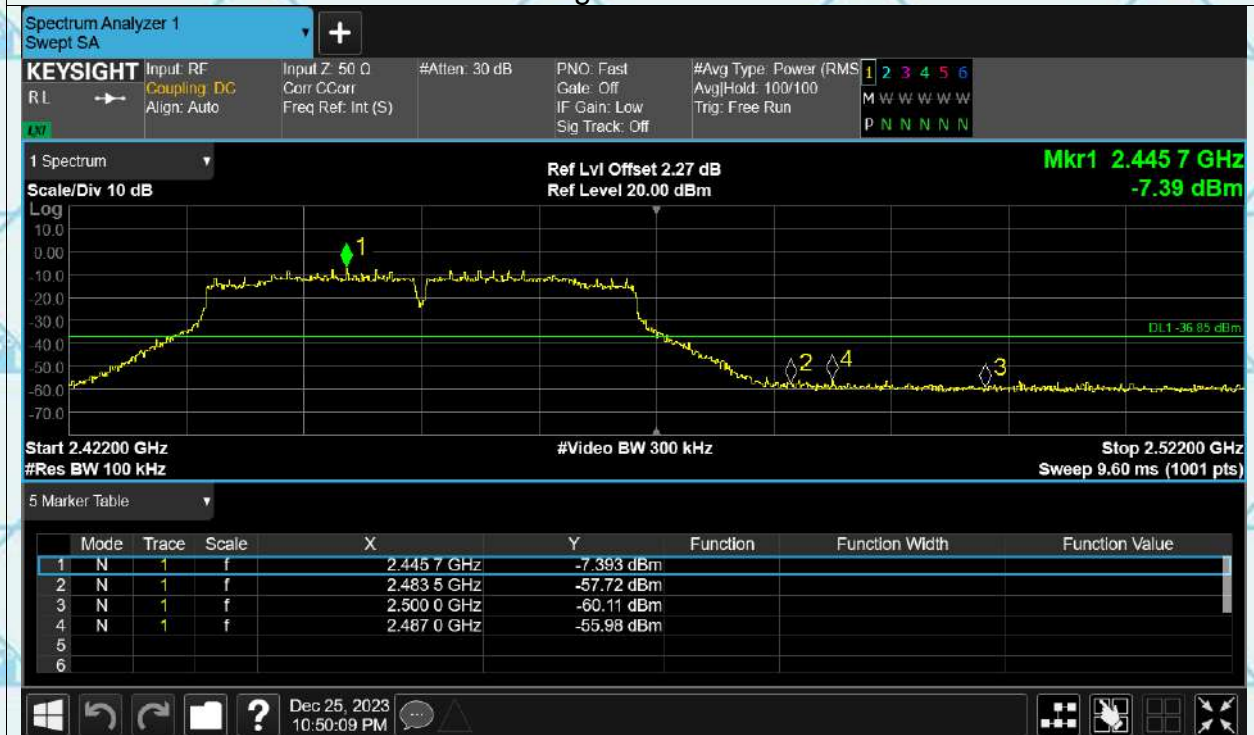 Spectrum Analyzer 1
Swept SA
+
KEYSIGHT Input: RF Input Z: 50 Ω #Atten: 30 dB PNO: Fast #Avg Type: Power (RMS 1 2 3 4 5 6
RL Coupling: DC Corr CCorr Gate: Off Avg|Hold: 100/100 M W W W W W
Align: Auto Freq Ref: Int (S) IF Gain: Low Trig: Free Run
LXI Sig Track: Off P N N N N N
1 Spectrum Ref Lvl Offset 2.27 dB Mkr1 2.445 7 GHz
Scale/Div 10 dB Ref Level 20.00 dBm -7.39 dBm
Log
10.0
0.00 1
-10.0
-20.0
-30.0 DL1 -36.85 dBm
-40.0
-50.0 2 4 3
-60.0
-70.0
Start 2.42200 GHz #Video BW 300 kHz Stop 2.52200 GHz
#Res BW 100 kHz Sweep 9.60 ms (1001 pts)
5 Marker Table
Mode Trace Scale X Y Function Function Width Function Value
1 N 1 f 2.445 7 GHz -7.393 dBm
2 N 1 f 2.483 5 GHz -57.72 dBm
3 N 1 f 2.500 0 GHz -60.11 dBm
4 N 1 f 2.487 0 GHz -55.98 dBm
5
6
? Dec 25, 2023
10:50:09 PM